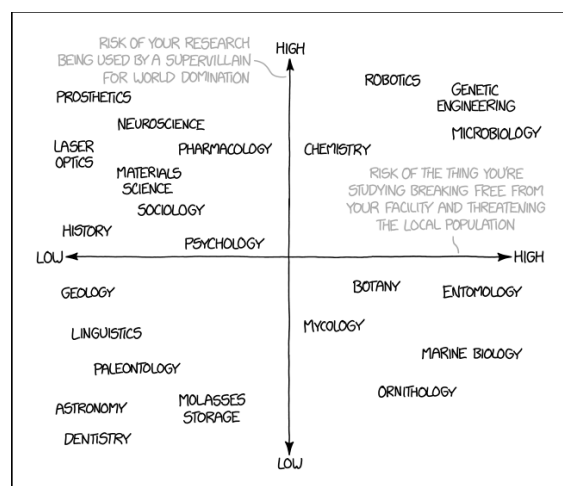 RISK OF YOUR RESEARCH
BEING USED BY A SUPERVILLAIN
FOR WORLD DOMINATION
HIGH
PROSTHETICS
ROBOTICS
GENETIC
ENGINEERING
NEUROSCIENCE
MICROBIOLOGY
LASER
OPTICS
PHARMACOLOGY
CHEMISTRY
MATERIALS
SCIENCE
RISK OF THE THING YOU'RE
STUDYING BREAKING FREE FROM
YOUR FACILITY AND THREATENING
THE LOCAL POPULATION
SOCIOLOGY
HISTORY
PSYCHOLOGY
LOW
HIGH
GEOLOGY
BOTANY
ENTOMOLOGY
LINGUISTICS
MYCOLOGY
PALEONTOLOGY
MARINE BIOLOGY
ASTRONOMY
MOLASSES
STORAGE
ORNITHOLOGY
DENTISTRY
LOW